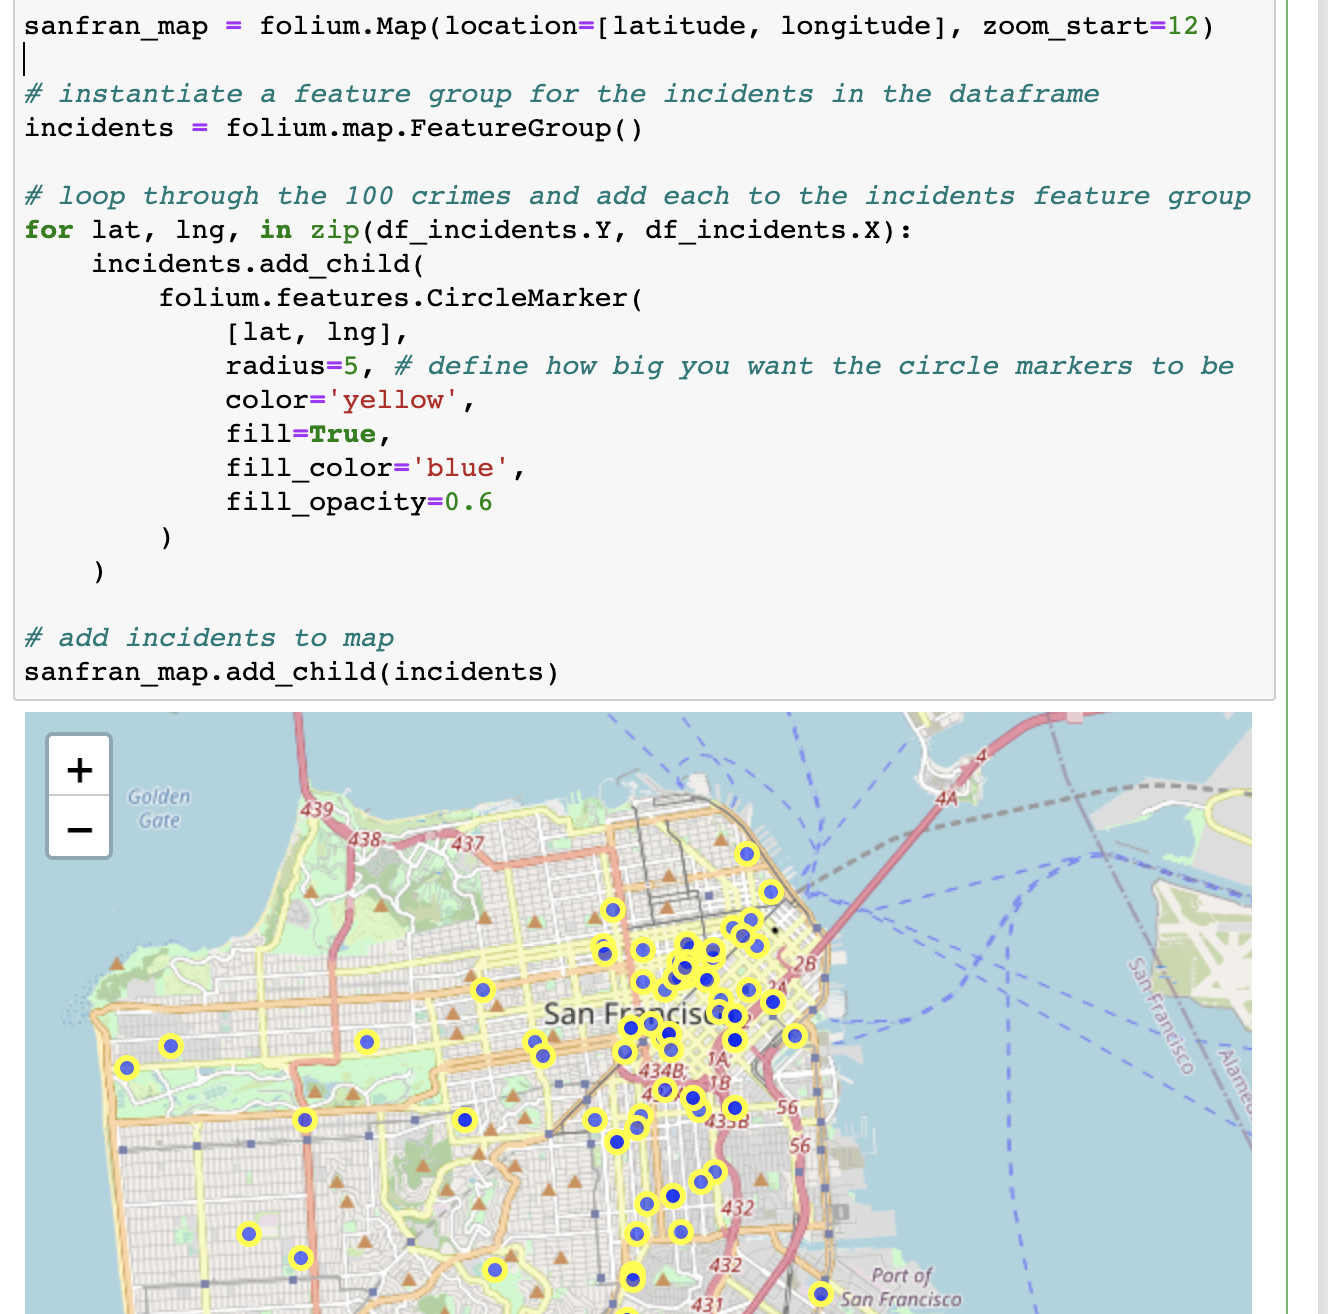 sanfran_map = folium.Map(location=[latitude, longitude], zoom_start=12)

# instantiate a feature group for the incidents in the dataframe
incidents = folium.map.FeatureGroup()

# loop through the 100 crimes and add each to the incidents feature group
for lat, lng, in zip(df_incidents.Y, df_incidents.X):
    incidents.add_child(
        folium.features.CircleMarker(
            [lat, lng],
            radius=5, # define how big you want the circle markers to be
            color='yellow',
            fill=True,
            fill_color='blue',
            fill_opacity=0.6
        )
    )

# add incidents to map
sanfran_map.add_child(incidents)
+
−
Golden
Gate
439
438
437
4
4A
2B
San Francisco
1A
434B
1B
56
435B
56
432
432
431
Port of
San Francisco
San Francisco